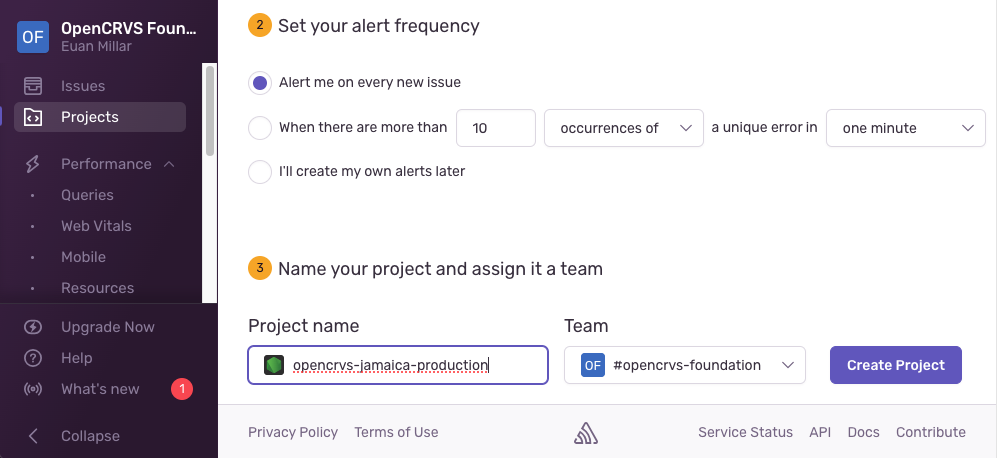 OF
OpenCRVS Foun...
Euan Millar
Issues
Projects
Performance
Queries
Web Vitals
Mobile
Resources
Upgrade Now
Help
What's new
1
Collapse
2 Set your alert frequency
Alert me on every new issue
When there are more than 10 occurrences of a unique error in one minute
I'll create my own alerts later
3 Name your project and assign it a team
Project name Team
opencrvs-jamaica-production OF #opencrvs-foundation Create Project
Privacy Policy Terms of Use Service Status API Docs Contribute